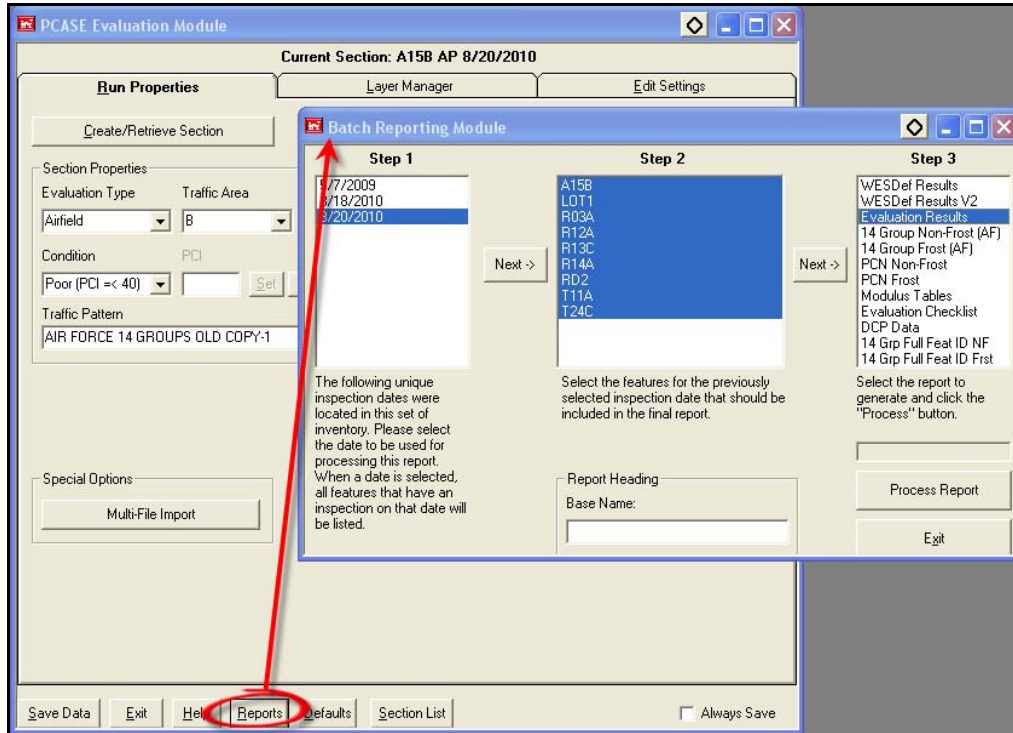 PCASE Evaluation Module
Current Section: A15B AP 8/20/2010
Run Properties
Layer Manager
Edit Settings
Create/Retrieve Section
Section Properties
Evaluation Type
Traffic Area
Airfield
B
Condition
PCI
Poor (PCI =< 40)
Set
Traffic Pattern
AIR FORCE 14 GROUPS OLD COPY-1
Special Options
Multi-File Import
Batch Reporting Module
Step 1
/7/2009
/18/2010
/20/2010
The following unique
inspection dates were
located in this set of
inventory. Please select
the date to be used for
processing this report.
When a date is selected,
all features that have an
inspection on that date will
be listed.
Next ->
Step 2
A15B
LOT1
R03A
R12A
R13C
R14A
RD2
T11A
T24C
Select the features for the previously
selected inspection date that should be
included in the final report.
Report Heading
Base Name:
Next ->
Step 3
WESDef Results
WESDef Results V2
Evaluation Results
14 Group Non-Frost (AF)
14 Group Frost (AF)
PCN Non-Frost
PCN Frost
Modulus Tables
Evaluation Checklist
DCP Data
14 Grp Full Feat ID NF
14 Grp Full Feat ID Frst
Select the report to
generate and click the
"Process" button.
Process Report
Exit
Save Data
Exit
Hel
Reports
Defaults
Section List
Always Save